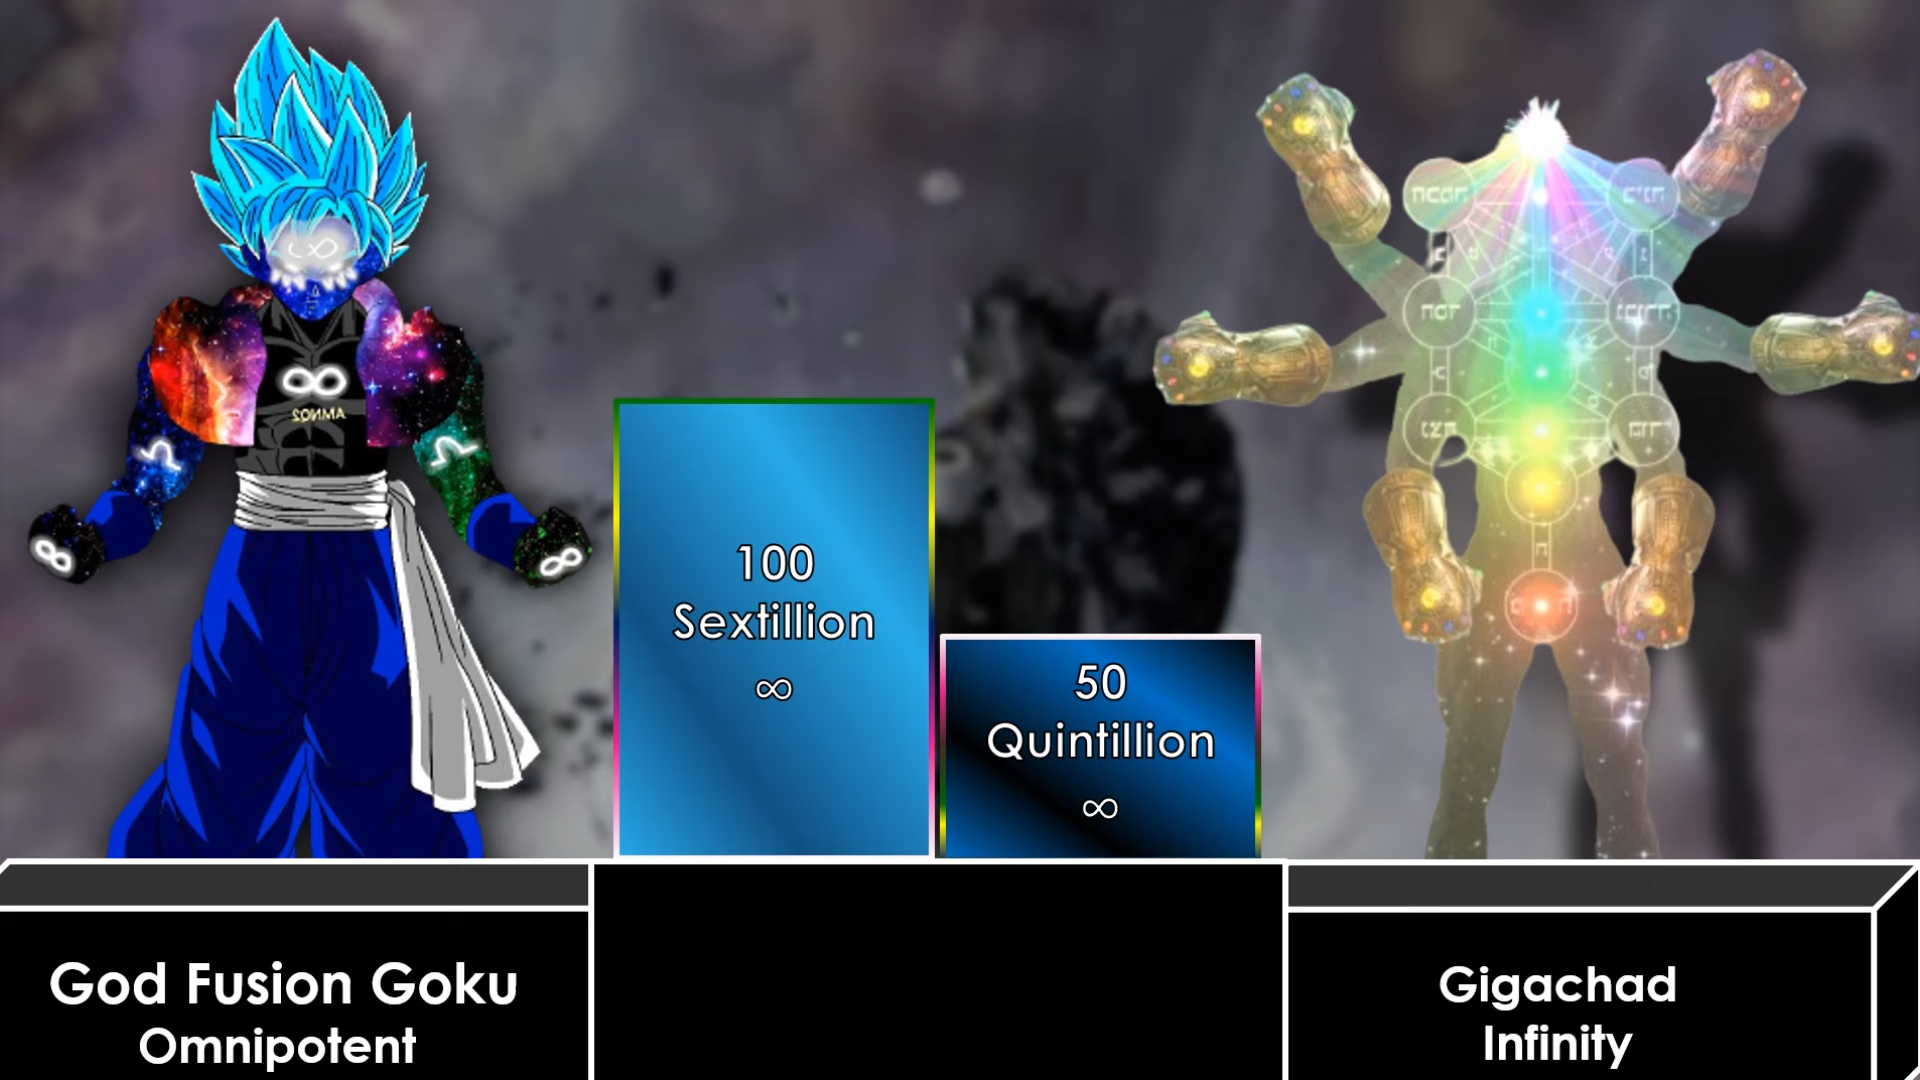 ∞
∞
∞
∞
100
Sextillion
∞
50
Quintillion
∞
God Fusion Goku
Omnipotent
Gigachad
Infinity